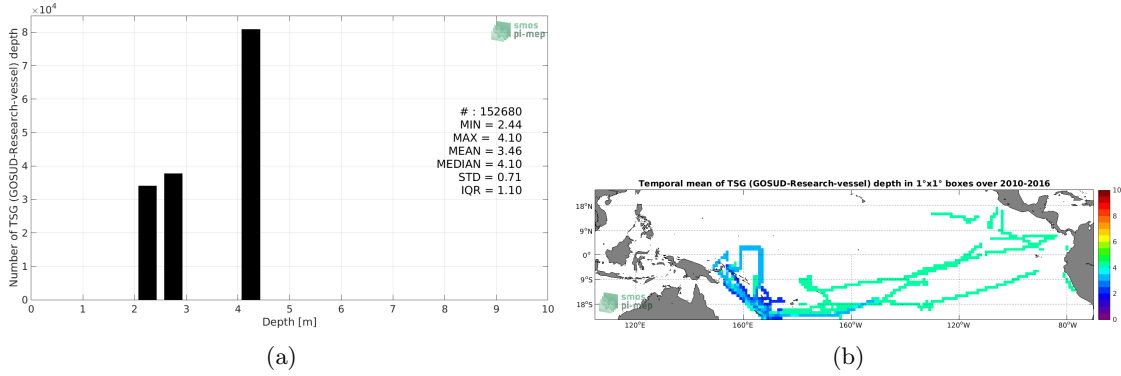 ×10⁴
8
7
6
5
4
3
2
1
0
Number of TSG (GOSUD-Research-vessel) depth
smos
pi-mep
# : 152680
MIN = 2.44
MAX = 4.10
MEAN = 3.46
MEDIAN = 4.10
STD = 0.71
IQR = 1.10
0 1 2 3 4 5 6 7 8 9 10
Depth [m]
(a)
Temporal mean of TSG (GOSUD-Research-vessel) depth in 1°x1° boxes over 2010-2016
18°N
9°N
0°
9°S
18°S
smos
pi-mep
120°E 160°E 160°W 120°W 80°W
10
8
6
4
2
0
(b)